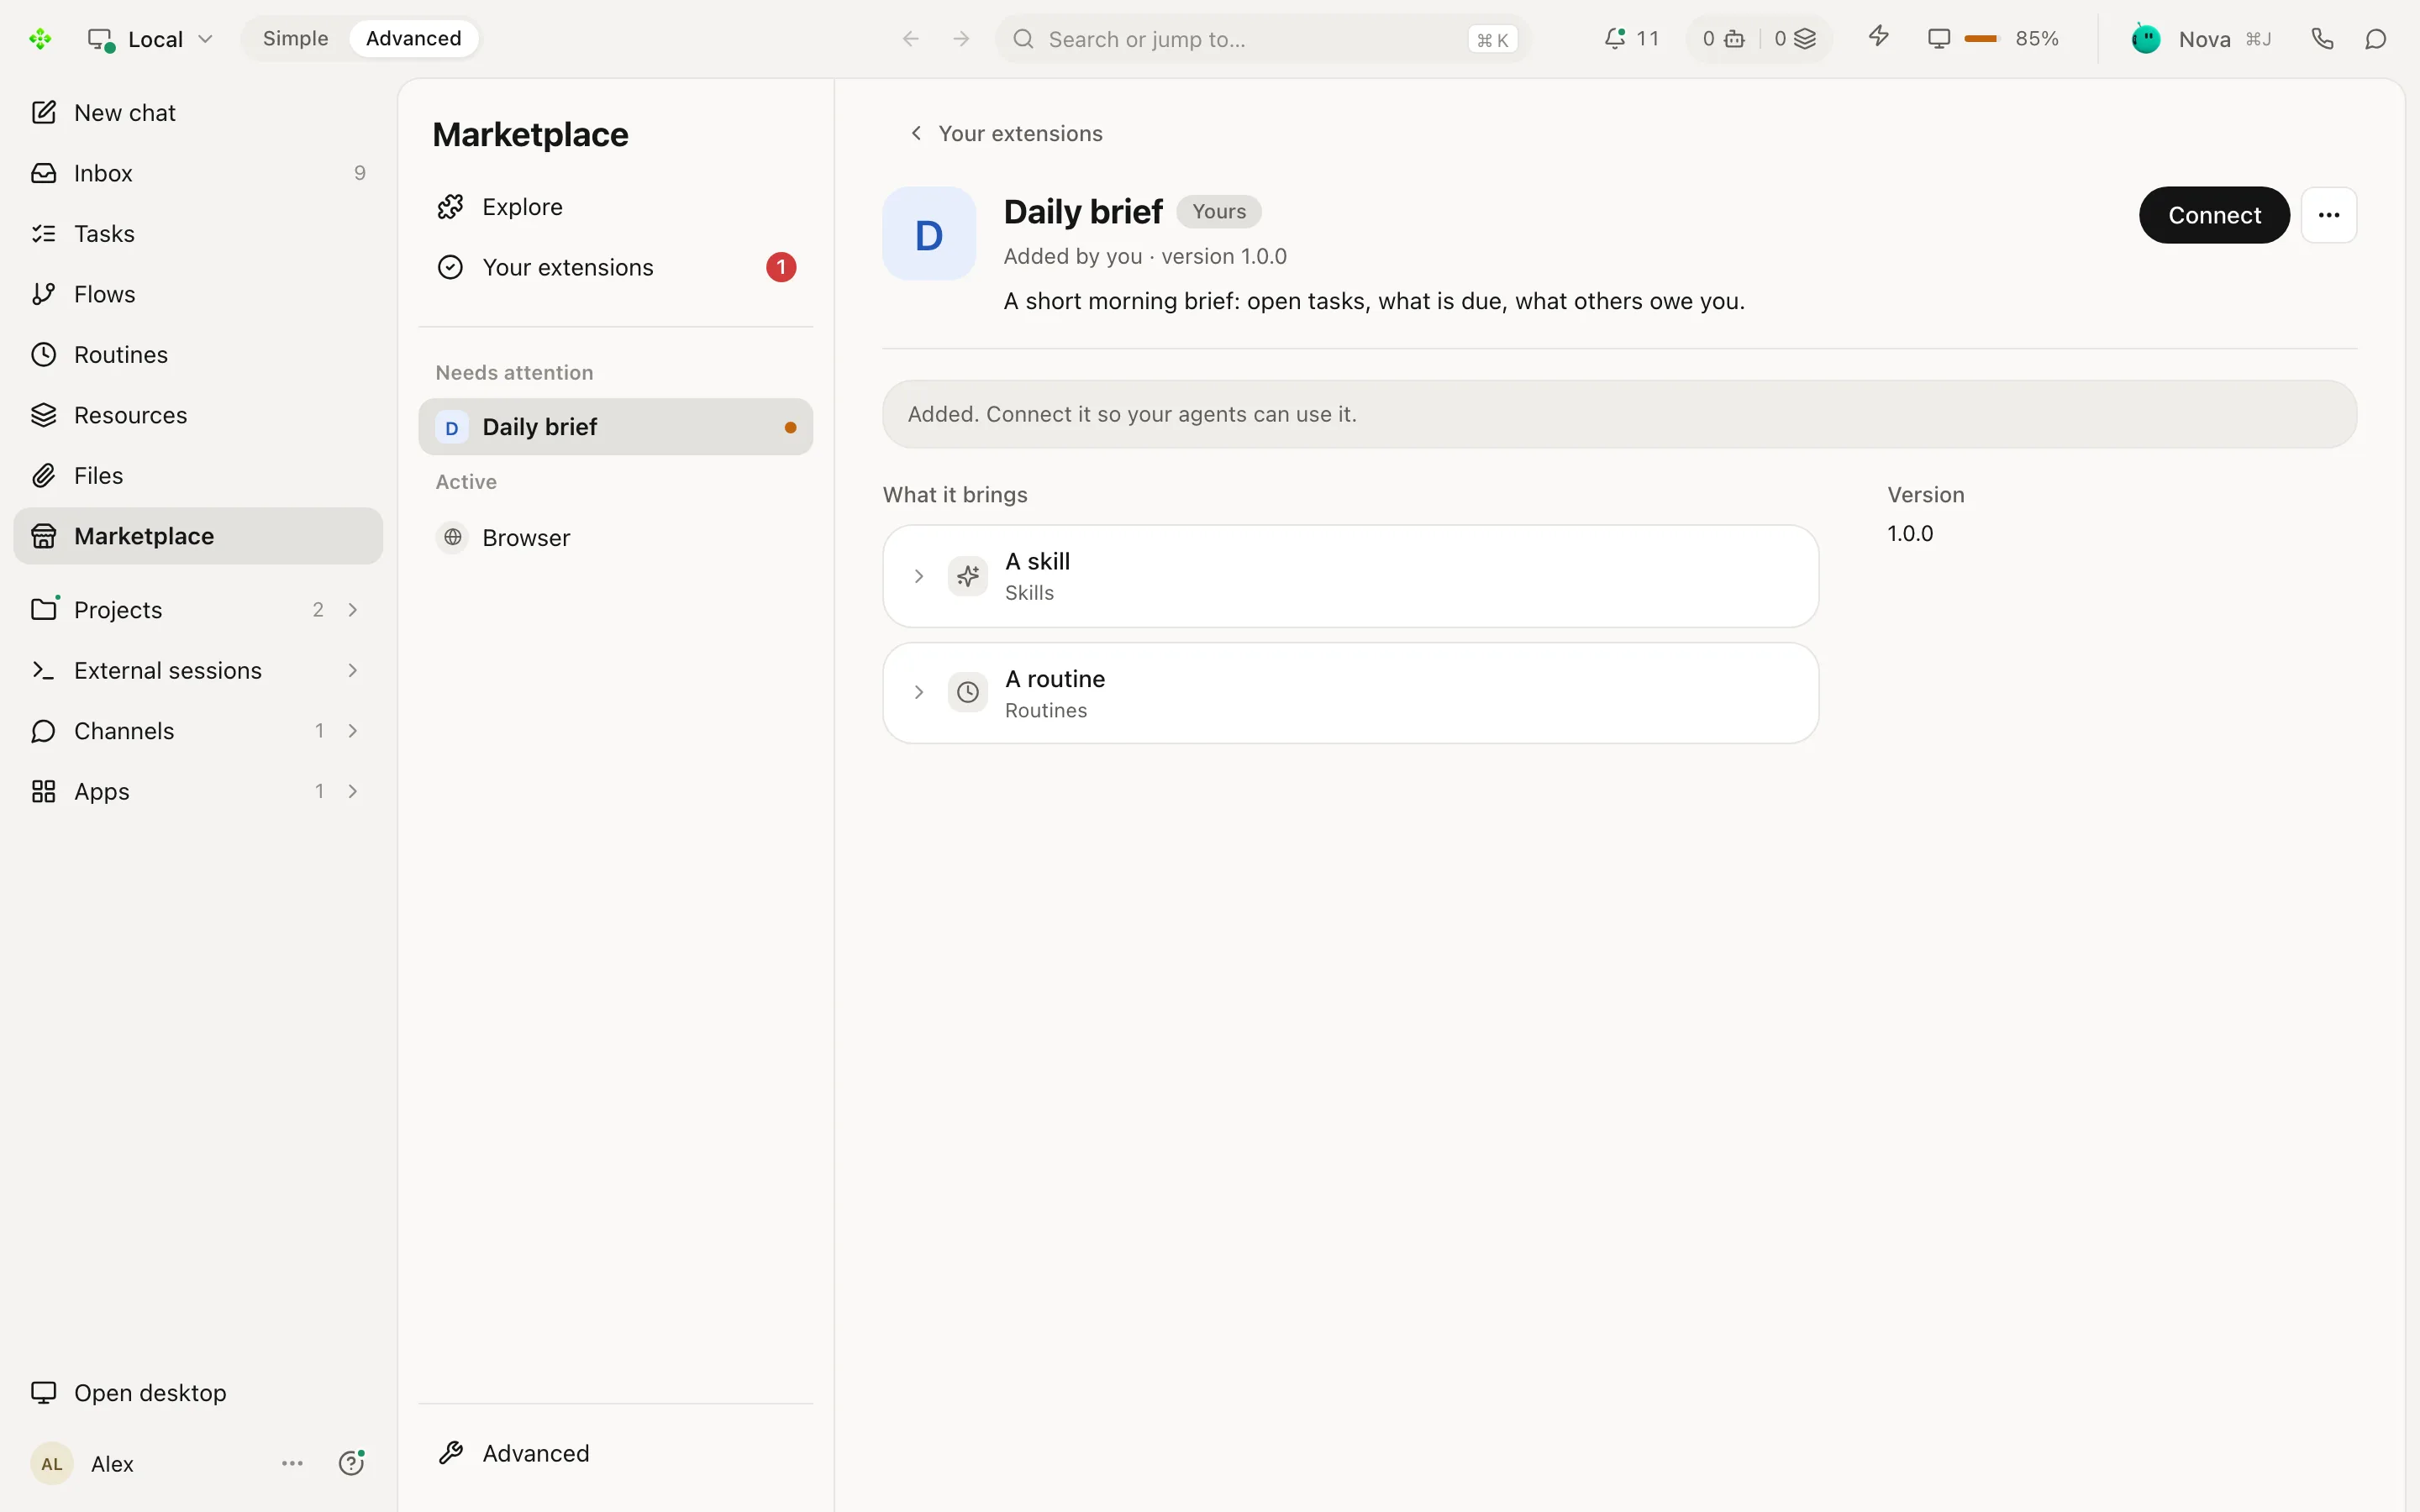 Local
Simple
Advanced
Search or jump to...
⌘ K
11
0
0
85%
Nova ⌘J
New chat
Inbox 9
Tasks
Flows
Routines
Resources
Files
Marketplace
Projects 2
External sessions
Channels 1
Apps 1
Open desktop
AL Alex
Marketplace
Explore
Your extensions 1
Needs attention
D Daily brief
Active
Browser
Advanced
Your extensions
D
Daily brief Yours
Added by you · version 1.0.0
A short morning brief: open tasks, what is due, what others owe you.
Connect
Added. Connect it so your agents can use it.
What it brings
A skill
Skills
A routine
Routines
Version
1.0.0